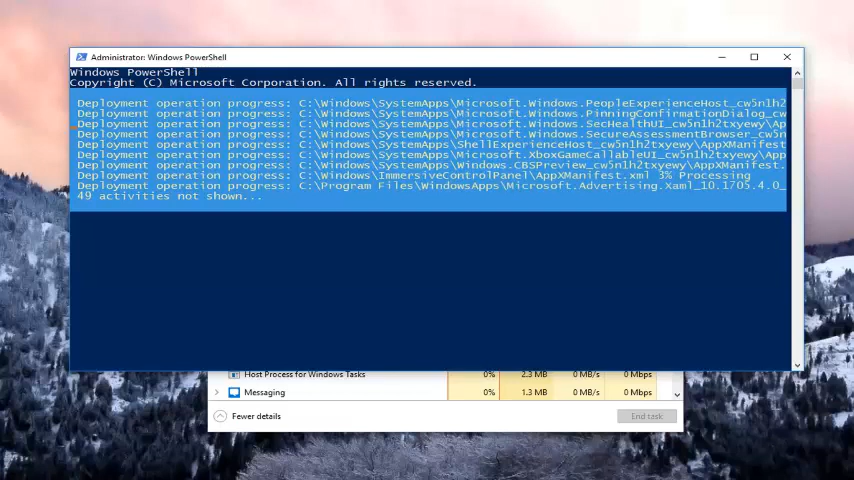 Administrator: Windows PowerShell
Windows PowerShell
Copyright (C) Microsoft Corporation. All rights reserved.
Deployment operation progress: C:\Windows\SystemApps\Microsoft.Windows.PeopleExperienceHost_cw5n1h2
Deployment operation progress: C:\Windows\SystemApps\Microsoft.Windows.PinningConfirmationDialog_cw
Deployment operation progress: C:\Windows\SystemApps\Microsoft.Windows.SecHealthUI_cw5n1h2txyewy\Ap
Deployment operation progress: C:\Windows\SystemApps\Microsoft.Windows.SecureAssessmentBrowser_cw5n
Deployment operation progress: C:\Windows\SystemApps\ShellExperienceHost_cw5n1h2txyewy\AppXManifest
Deployment operation progress: C:\Windows\SystemApps\Microsoft.XboxGameCallableUI_cw5n1h2txyewy\App
Deployment operation progress: C:\Windows\SystemApps\Windows.CBSPreview_cw5n1h2txyewy\AppXManifest.
Deployment operation progress: C:\Windows\ImmersiveControlPanel\AppXManifest.xml 3% Processing
Deployment operation progress: C:\Program Files\WindowsApps\Microsoft.Advertising.Xaml_10.1705.4.0_
49 activities not shown...
Host Process for Windows Tasks 0% 2.3 MB 0 MB/s 0 Mbps
Messaging 0% 1.3 MB 0 MB/s 0 Mbps
Fewer details End task